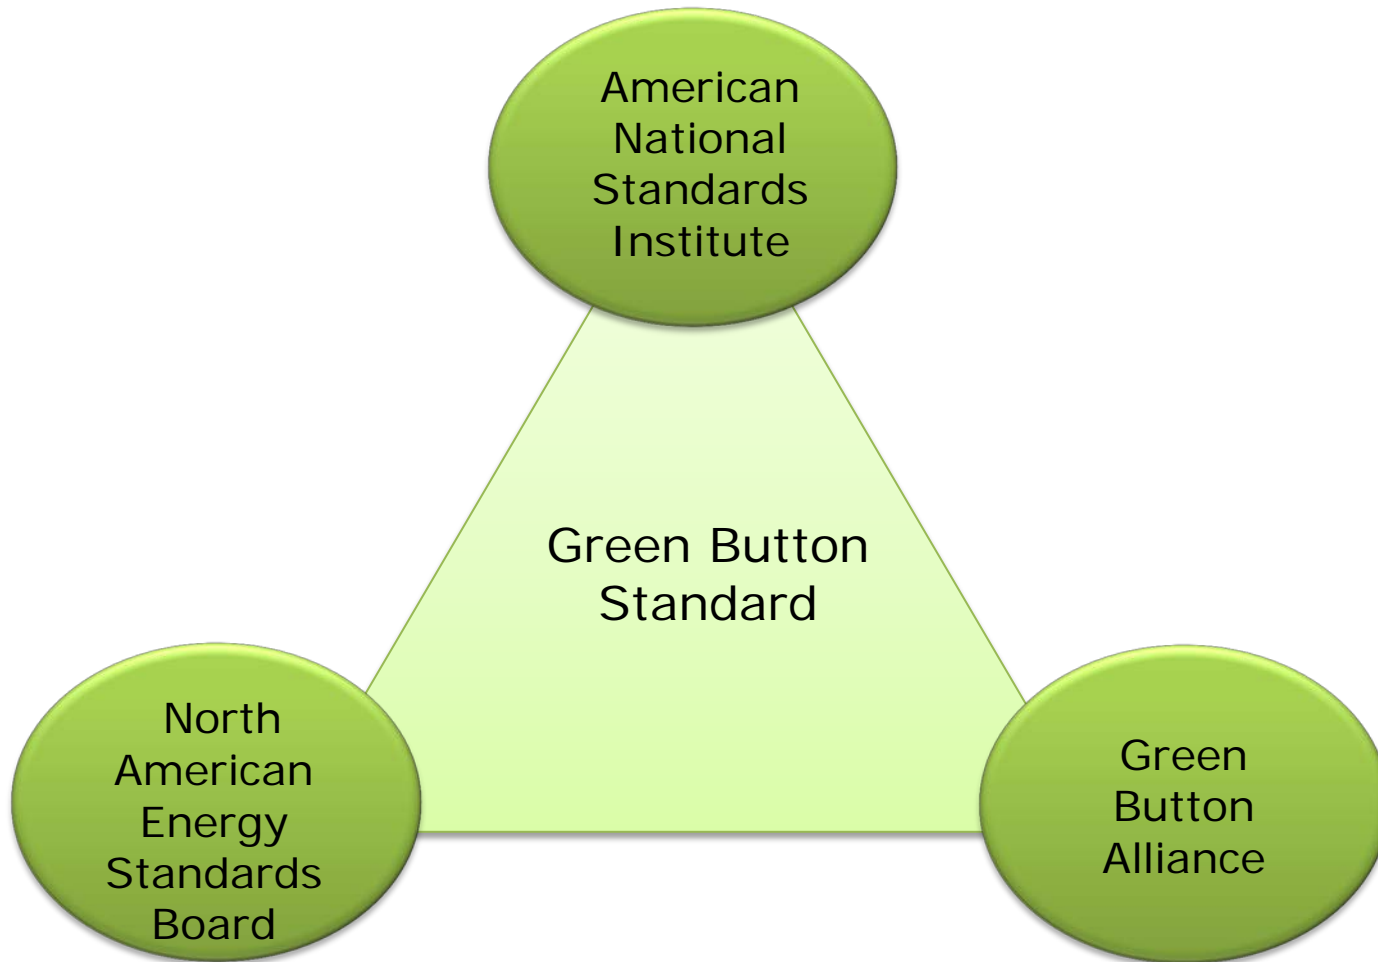 American
National
Standards
Institute
Green Button
Standard
North
American
Energy
Standards
Board
Green
Button
Alliance